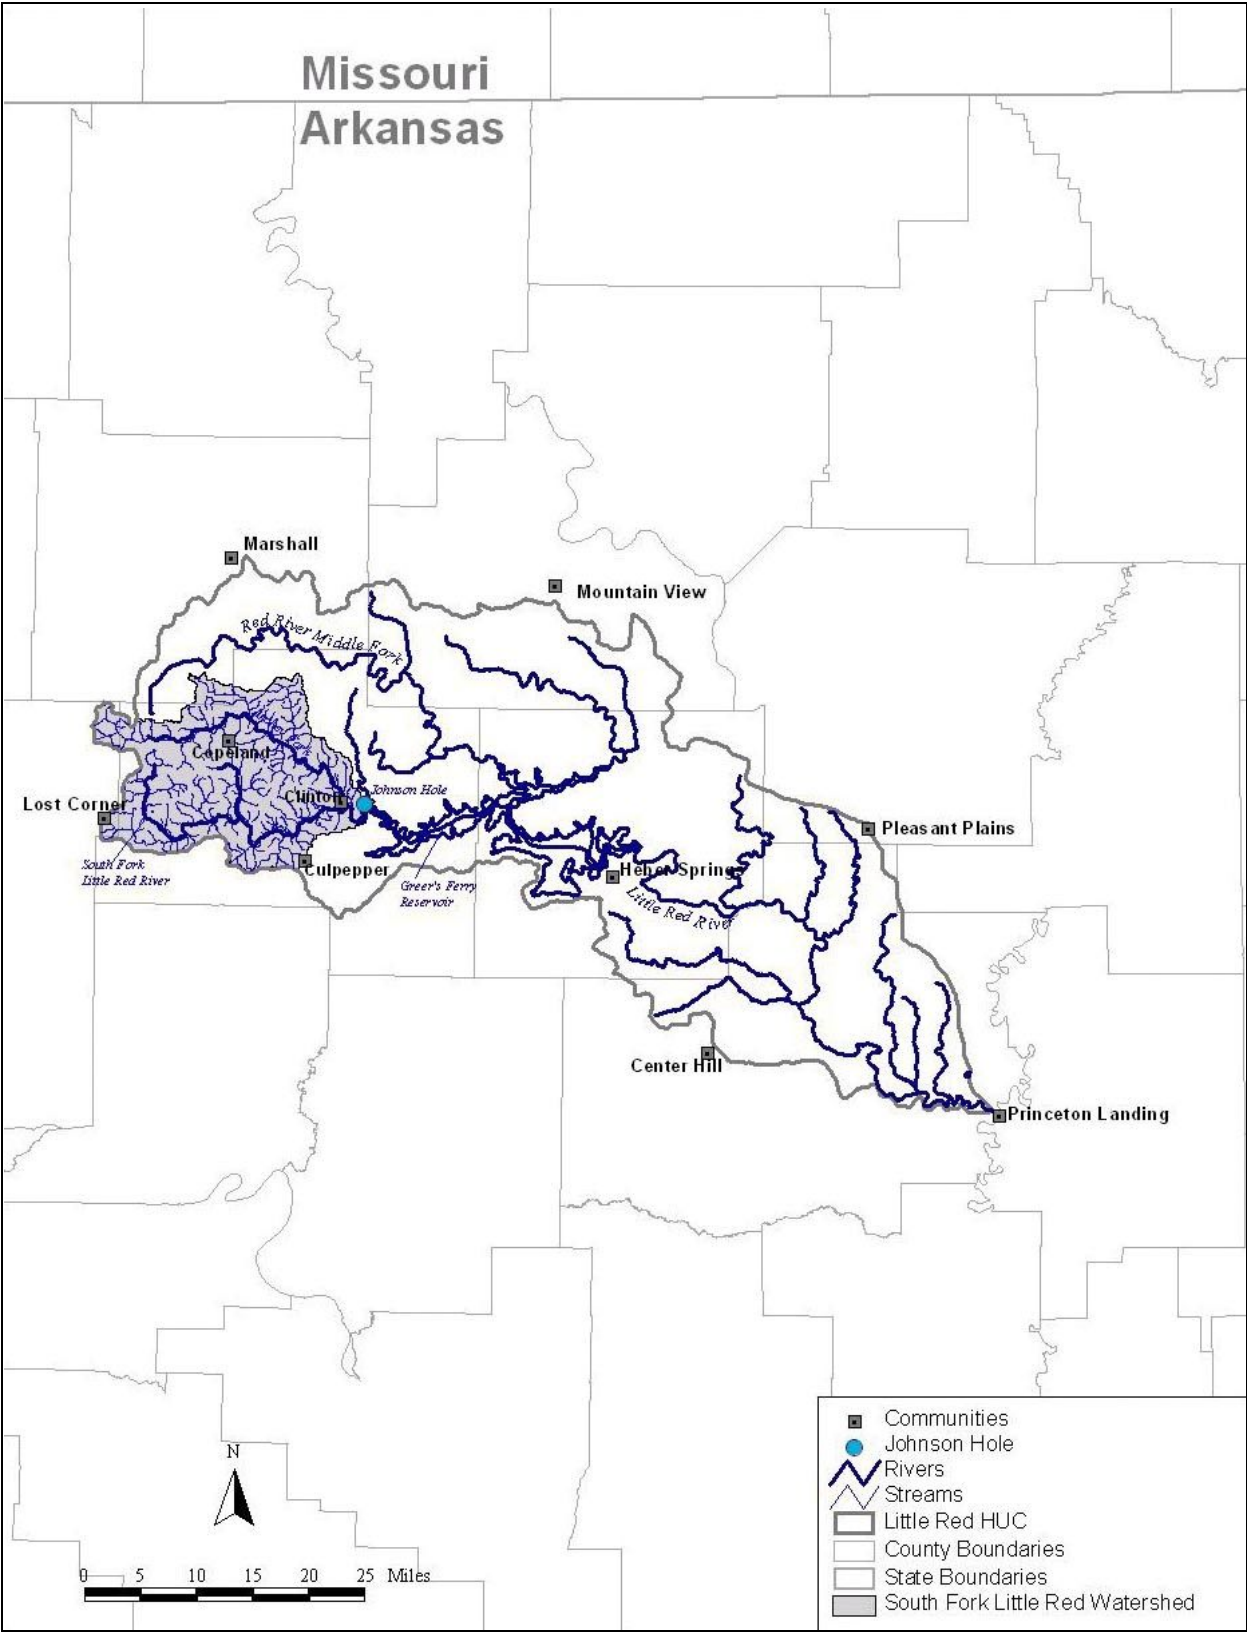 Missouri
Arkansas
Marshall
Mountain View
Red River Middle Fork
Copeland
Clinton
Johnson Hole
Lost Corner
Pleasant Plains
South Fork
Little Red River
Culpepper
Greer's Ferry
Reservoir
Heber Springs
Little Red River
Center Hill
Princeton Landing
N
0 5 10 15 20 25 Miles
Communities
Johnson Hole
Rivers
Streams
Little Red HUC
County Boundaries
State Boundaries
South Fork Little Red Watershed